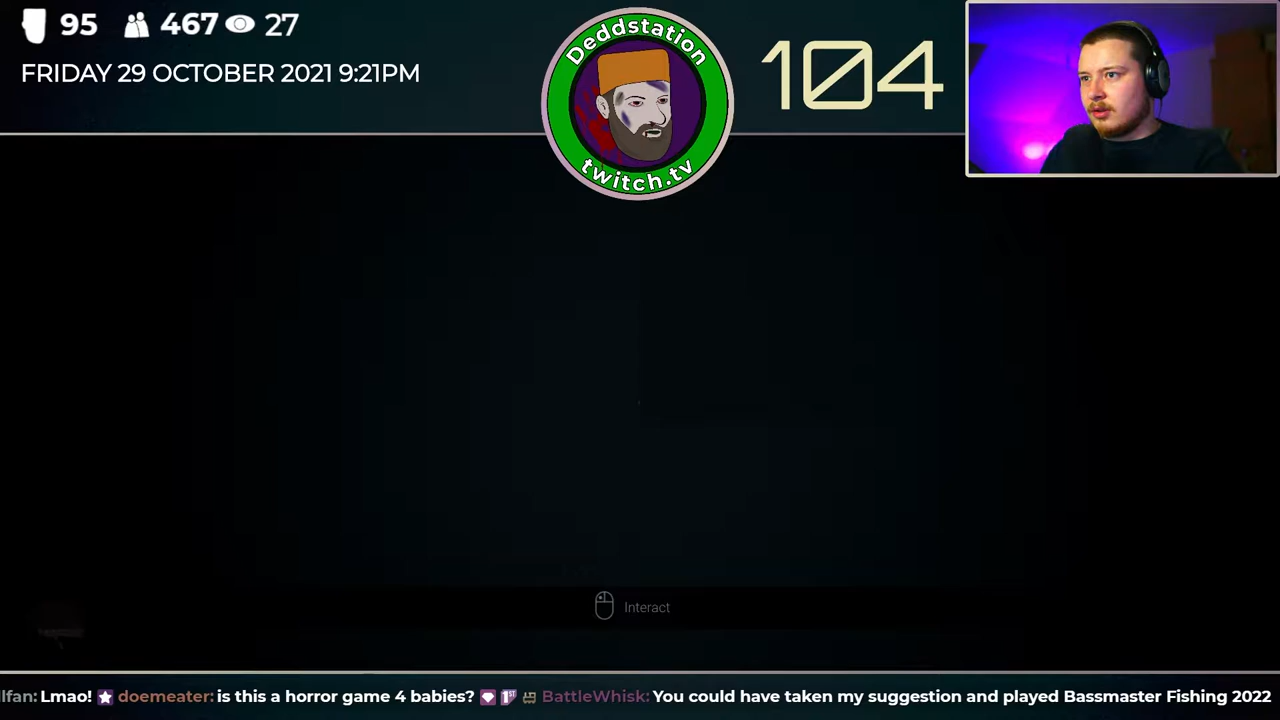 95 467 27
FRIDAY 29 OCTOBER 2021 9:21PM
Deddstation
twitch.tv
104
Interact
lfan: Lmao! doemeater: is this a horror game 4 babies? BattleWhisk: You could have taken my suggestion and played Bassmaster Fishing 2022